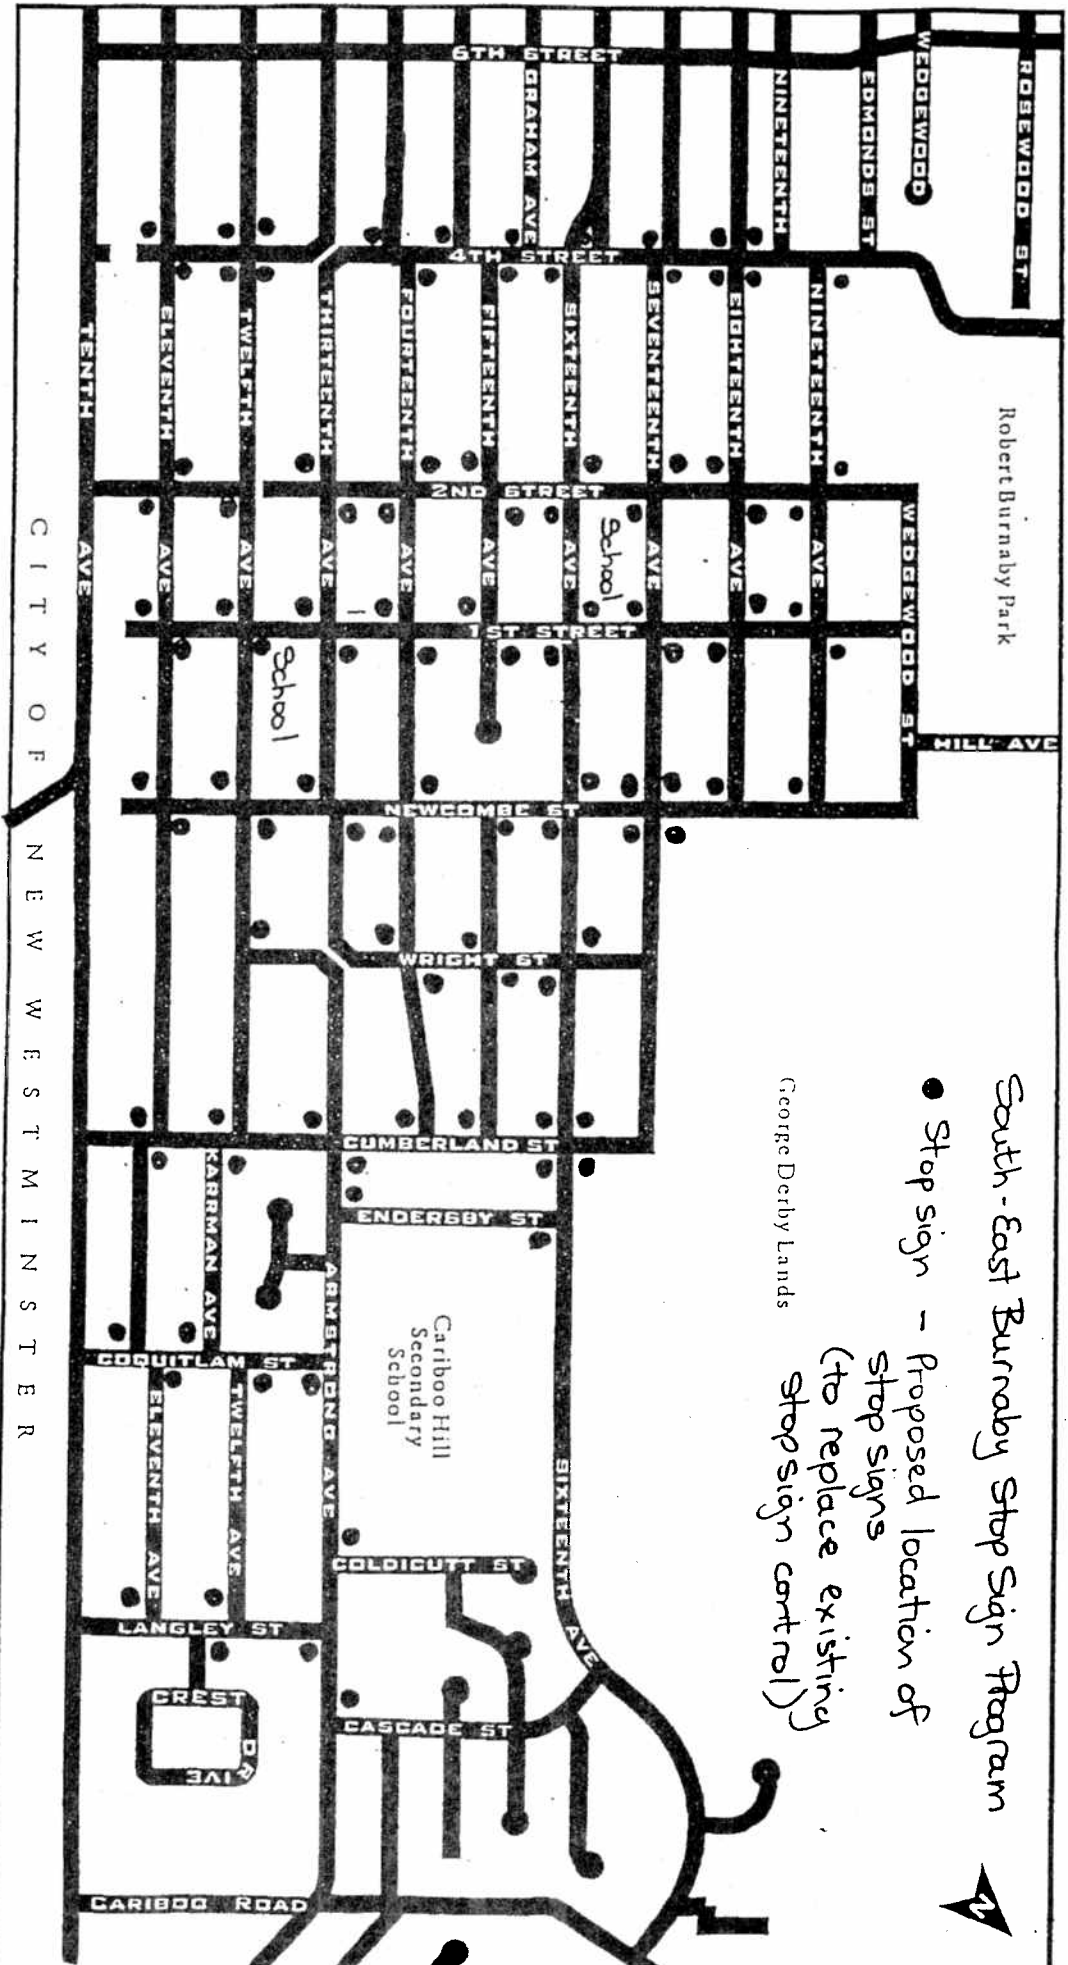 South-East Burnaby Stop Sign Program
● Stop sign - Proposed location of
stop signs
(to replace existing
stop sign control)
N
6TH STREET
GRAHAM AVE
NINETEENTH
EDMONDS ST
WEDGEWOOD
ROSEWOOD ST
4TH STREET
TENTH AVE
ELEVENTH AVE
TWELFTH AVE
THIRTEENTH AVE
FOURTEENTH AVE
FIFTEENTH AVE
SIXTEENTH AVE
SEVENTEENTH AVE
EIGHTEENTH AVE
NINETEENTH AVE
Robert Burnaby Park
2ND STREET
School
WEDGEWOOD ST
1ST STREET
School
HILL AVE
NEWCOMBE ST
WRIGHT ST
CUMBERLAND ST
George Derby Lands
KARRMAN AVE
ENDERSBY ST
ARMSTRONG AVE
COQUITLAM ST
Cariboo Hill
Secondary
School
ELEVENTH AVE
TWELFTH AVE
SIXTEENTH AVE
COLDICUTT ST
LANGLEY ST
CREST
DRIVE
CASCADE ST
CARIBOO ROAD
CITY OF NEW WESTMINSTER